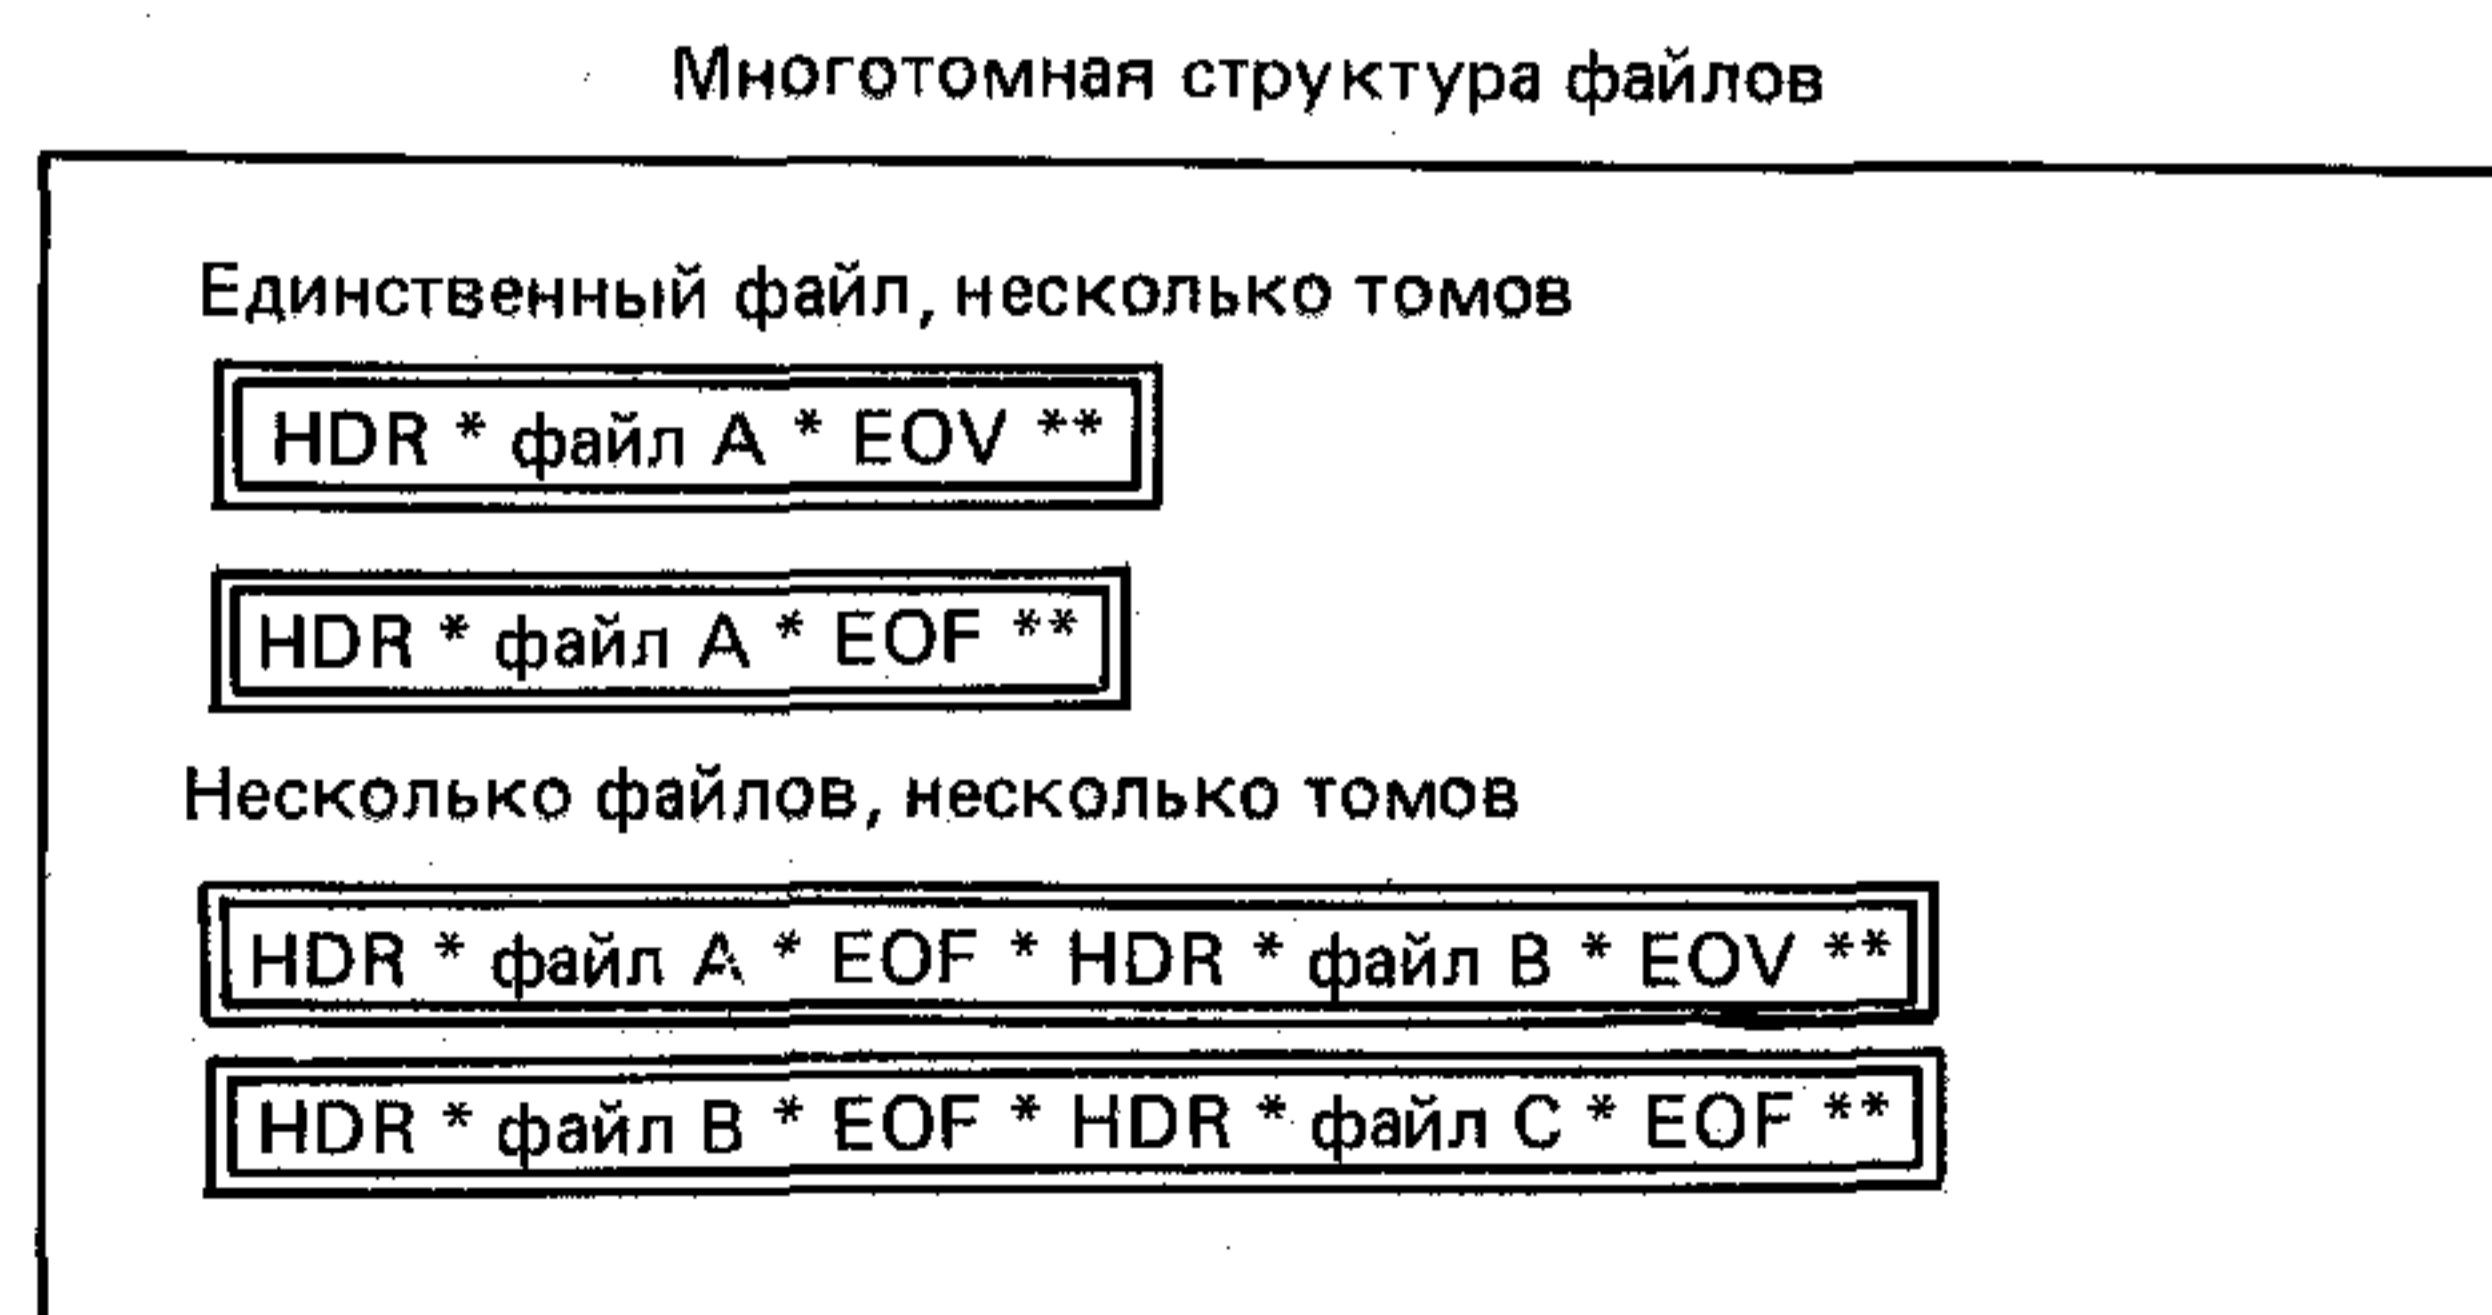 Многотомная структура файлов
Единственный файл, несколько томов
HDR * файл A * EOV **
HDR * файл A * EOF **
Несколько файлов, несколько томов
HDR * файл A * EOF * HDR * файл B * EOV **
HDR * файл B * EOF * HDR * файл C * EOF **